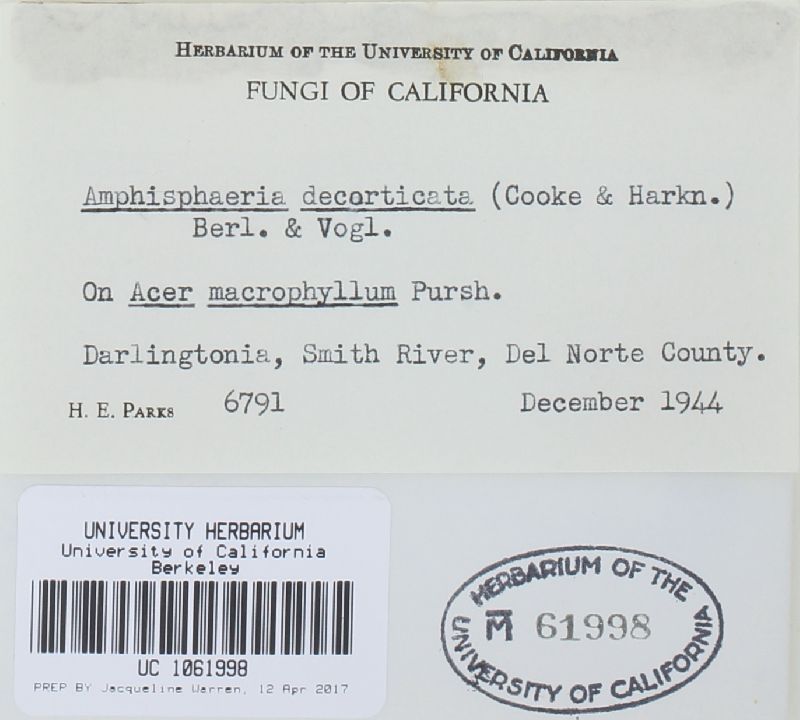 HERBARIUM OF THE UNIVERSITY OF CALIFORNIA
FUNGI OF CALIFORNIA
Amphisphaeria decorticata (Cooke & Harkn.)
Berl. & Vogl.
On Acer macrophyllum Pursh.
Darlingtonia, Smith River, Del Norte County.
H. E. PARKS 6791 December 1944
UNIVERSITY HERBARIUM
University of California
Berkeley
UC 1061998
PREP BY Jacqueline Warren, 12 Apr 2017
HERBARIUM OF THE
M̅ 61998
UNIVERSITY OF CALIFORNIA